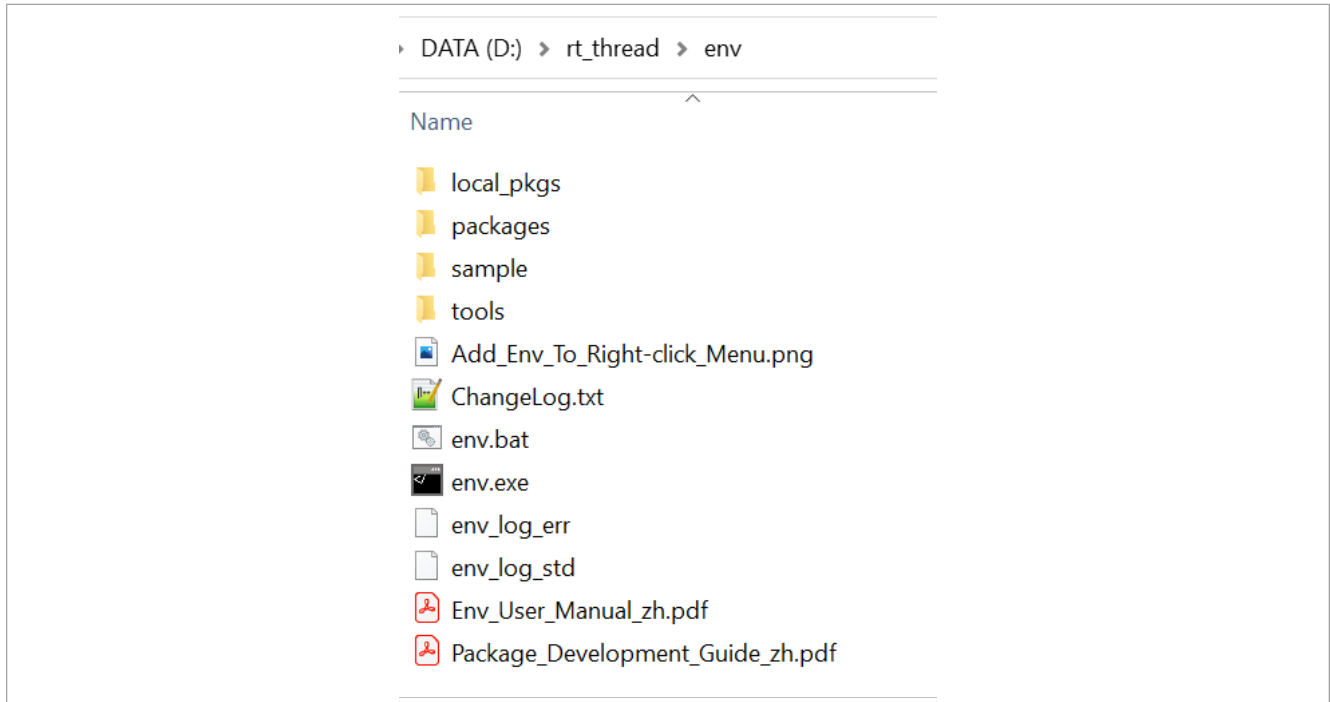 DATA (D:) > rt_thread > env
Name
local_pkgs
packages
sample
tools
Add_Env_To_Right-click_Menu.png
ChangeLog.txt
env.bat
env.exe
env_log_err
env_log_std
Env_User_Manual_zh.pdf
Package_Development_Guide_zh.pdf